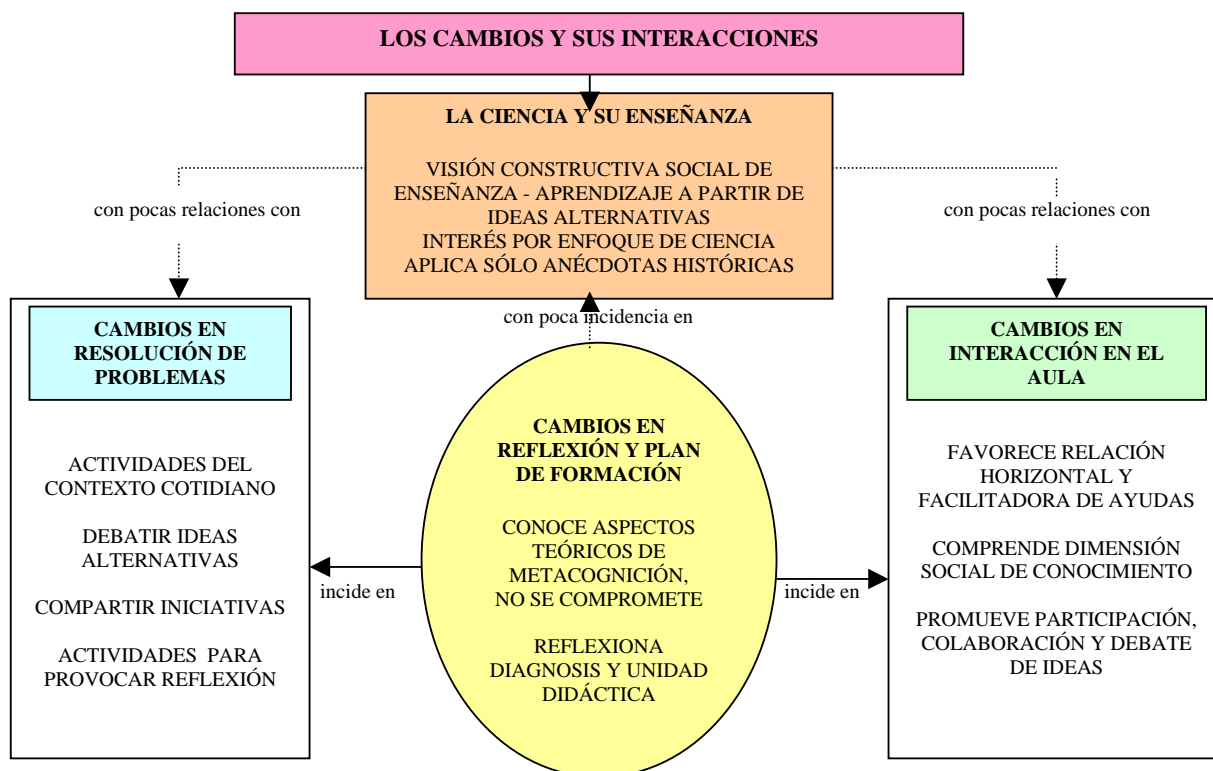 LOS CAMBIOS Y SUS INTERACCIONES
LA CIENCIA Y SU ENSEÑANZA
VISIÓN CONSTRUCTIVA SOCIAL DE
ENSEÑANZA - APRENDIZAJE A PARTIR DE
IDEAS ALTERNATIVAS
INTERÉS POR ENFOQUE DE CIENCIA
APLICA SÓLO ANÉCDOTAS HISTÓRICAS
con pocas relaciones con
con pocas relaciones con
con poca incidencia en
CAMBIOS EN
RESOLUCIÓN DE
PROBLEMAS
ACTIVIDADES DEL
CONTEXTO COTIDIANO
DEBATIR IDEAS
ALTERNATIVAS
COMPARTIR INICIATIVAS
ACTIVIDADES PARA
PROVOCAR REFLEXIÓN
incide en
CAMBIOS EN
REFLEXIÓN Y PLAN
DE FORMACIÓN
CONOCE ASPECTOS
TEÓRICOS DE
METACOGNICIÓN,
NO SE COMPROMETE
REFLEXIONA
DIAGNOSIS Y UNIDAD
DIDÁCTICA
incide en
CAMBIOS EN
INTERACCIÓN EN EL
AULA
FAVORECE RELACIÓN
HORIZONTAL Y
FACILITADORA DE AYUDAS
COMPRENDE DIMENSIÓN
SOCIAL DE CONOCIMIENTO
PROMUEVE PARTICIPACIÓN,
COLABORACIÓN Y DEBATE
DE IDEAS